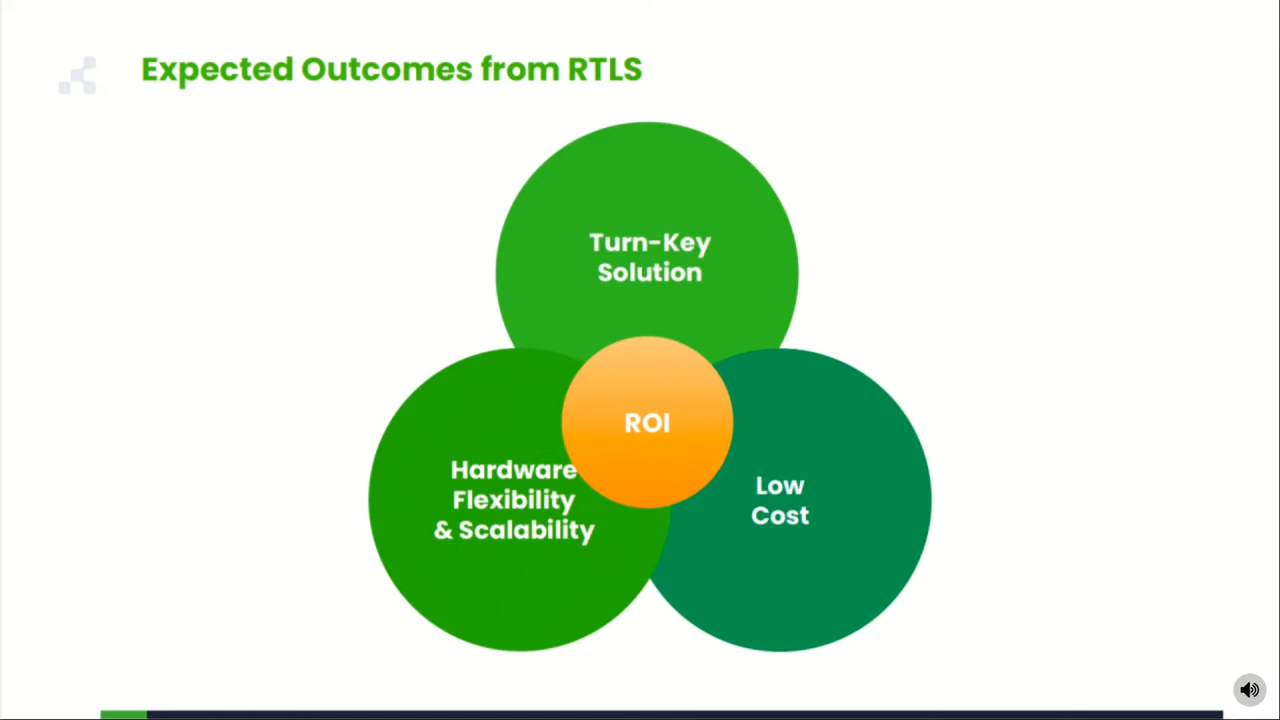 Expected Outcomes from RTLS
Turn-Key
Solution
ROI
Hardware
Flexibility
& Scalability
Low
Cost